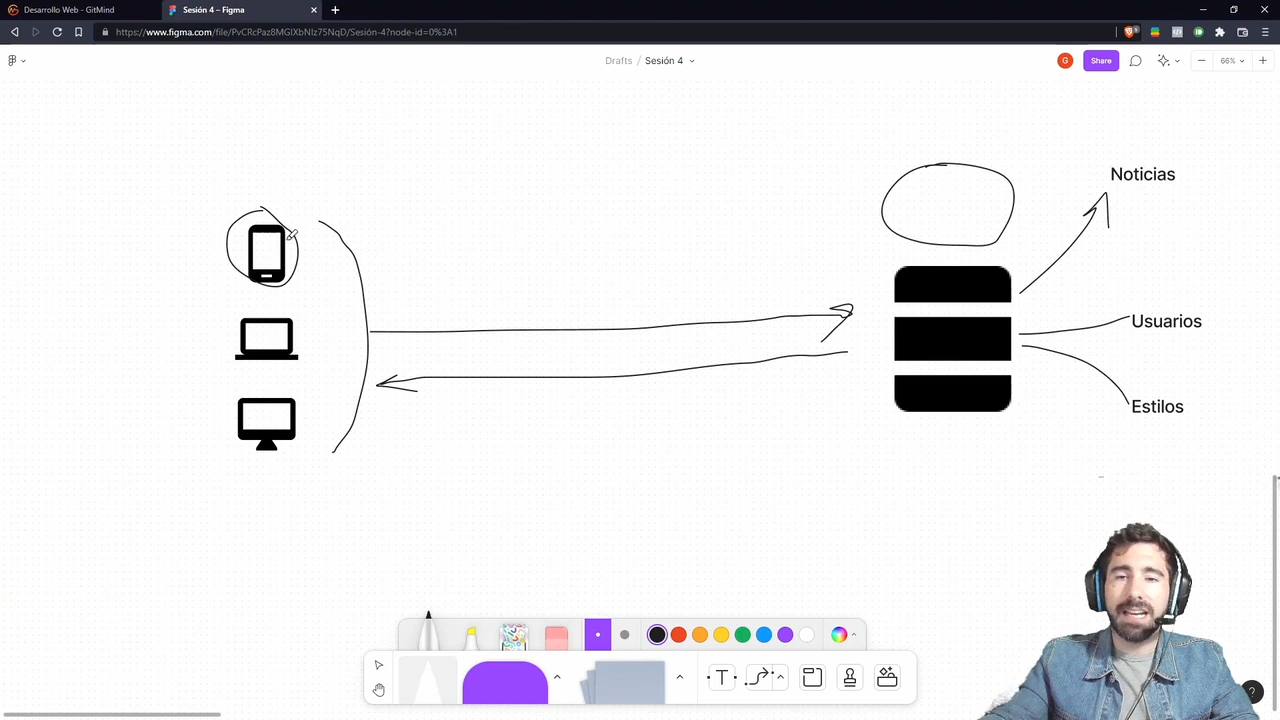 Desarrollo Web - GitMind
Sesión 4 – Figma
https://www.figma.com/file/PvCRcPaz8MGIXbNIz75NqD/Sesión-4?node-id=0%3A1
Drafts / Sesión 4
G
Share
66%
Noticias
Usuarios
Estilos
T
?